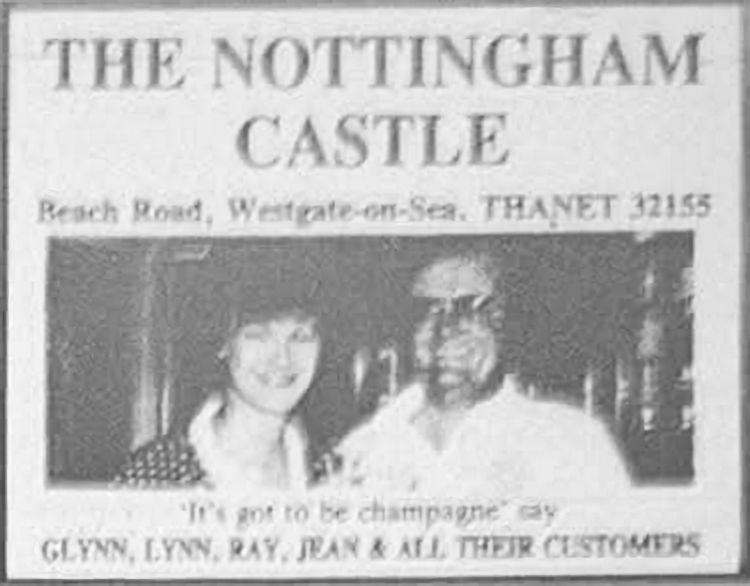 THE NOTTINGHAM
CASTLE
Beach Road, Westgate-on-Sea. THANET 32155
'It's got to be champagne' say
GLYNN, LYNN, RAY, JEAN & ALL THEIR CUSTOMERS